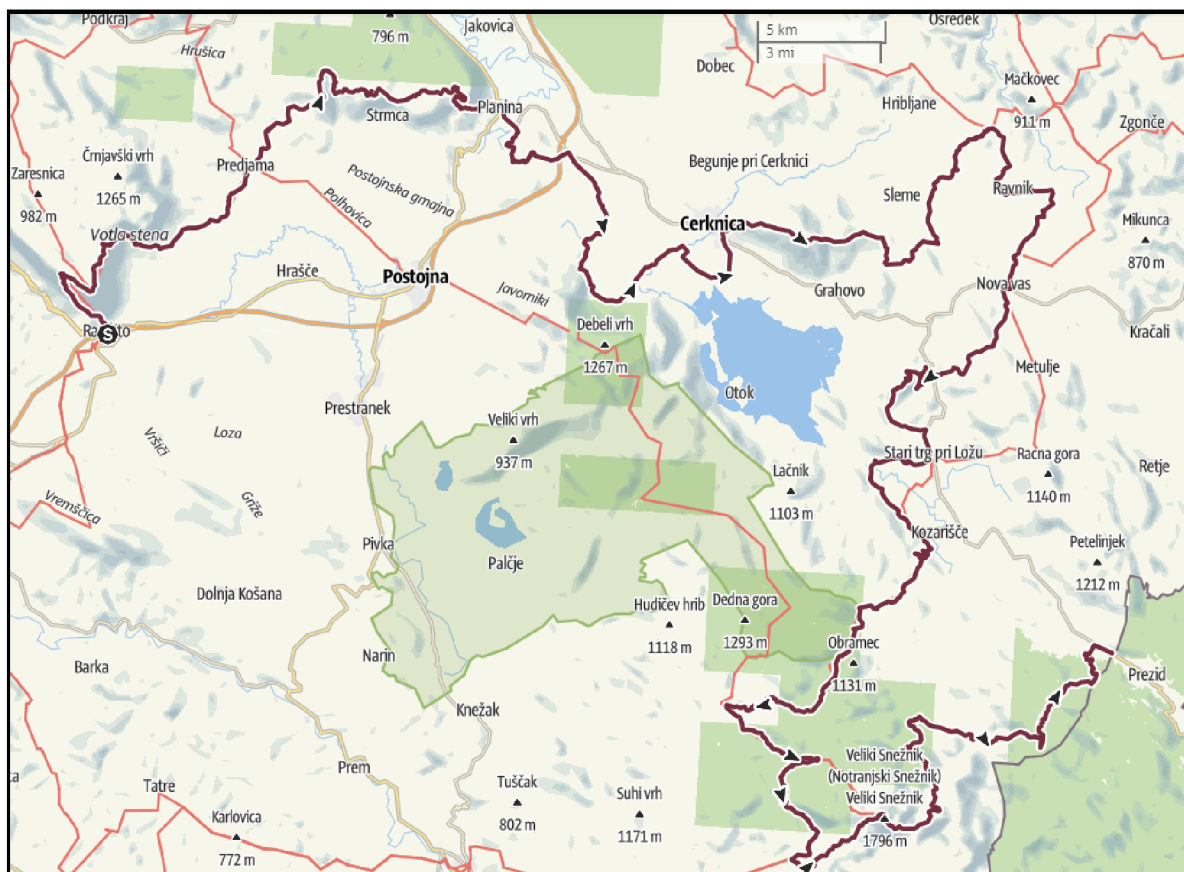 Podkraj
796 m
Jakovica
5 km
3 mi
Osredek
Hrušica
Dobec
Mačkovec
911 m
Hribljane
Zgonče
Planina
Strmca
Črnjavški vrh
1265 m
Predjama
Zaresnica
982 m
Postojnska gmajna
Polhovica
Begunje pri Cerknici
Sleme
Ravnik
Votla stena
Cerknica
Mikunca
870 m
Hrašče
Postojna
Javorniki
Grahovo
Nova vas
S
Debeli vrh
1267 m
Kračali
Metulje
Otok
Prestranek
Veliki vrh
937 m
Loza
Vršiči
Stari trg pri Ložu
Lačnik
1103 m
Racna gora
1140 m
Retje
Vremščica
Griže
Kozarišče
Pivka
Palčje
Petelinjek
1212 m
Dolnja Košana
Hudičev hrib
1118 m
Dedna gora
1293 m
Obramec
1131 m
Narin
Barka
Prezid
Knežak
Veliki Snežnik
(Notranjski Snežnik)
Veliki Snežnik
1796 m
Prem
Tatre
Tuščak
802 m
Suhi vrh
1171 m
Karlovica
772 m